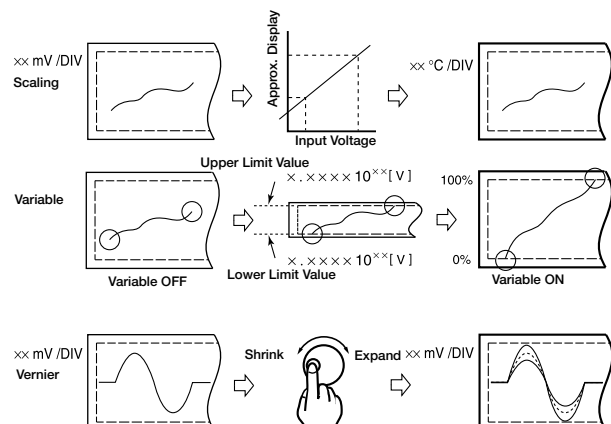 ×× mV /DIV
Scaling
Approx. Display
Input Voltage
×× °C /DIV
Variable
Variable OFF
Upper Limit Value
×.×××× 10×× [ V ]
×.×××× 10×× [ V ]
Lower Limit Value
100%
0%
Variable ON
×× mV /DIV
Vernier
Shrink
Expand
×× mV /DIV